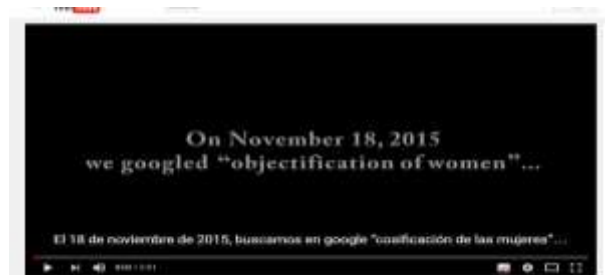 On November 18, 2015
we googled “objectification of women”...
El 18 de noviembre de 2015, buscamos en google "cosificación de las mujeres"...